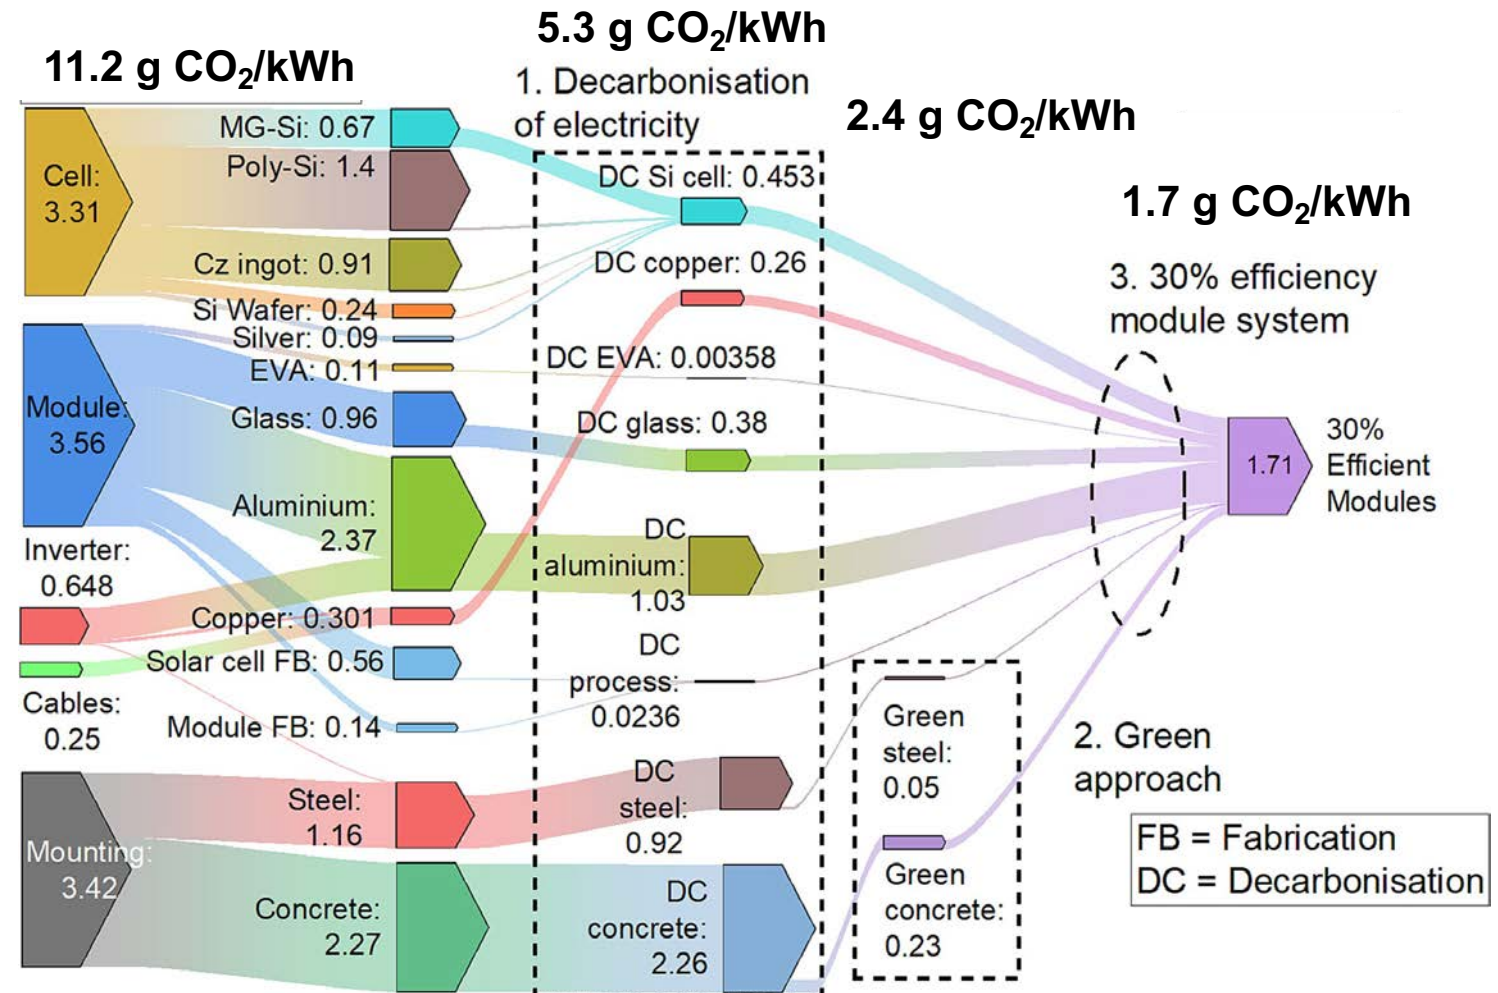 11.2 g CO₂/kWh
5.3 g CO₂/kWh
2.4 g CO₂/kWh
1.7 g CO₂/kWh
1. Decarbonisation
of electricity
3. 30% efficiency
module system
2. Green
approach
Cell:
3.31
Module:
3.56
Inverter:
0.648
Cables:
0.25
Mounting:
3.42
MG-Si: 0.67
Poly-Si: 1.4
Cz ingot: 0.91
Si Wafer: 0.24
Silver: 0.09
EVA: 0.11
Glass: 0.96
Aluminium:
2.37
Copper: 0.301
Solar cell FB: 0.56
Module FB: 0.14
Steel:
1.16
Concrete:
2.27
DC Si cell: 0.453
DC copper: 0.26
DC EVA: 0.00358
DC glass: 0.38
DC
aluminium:
1.03
DC
process:
0.0236
DC
steel:
0.92
DC
concrete:
2.26
Green
steel:
0.05
Green
concrete:
0.23
1.71
30%
Efficient
Modules
FB = Fabrication
DC = Decarbonisation